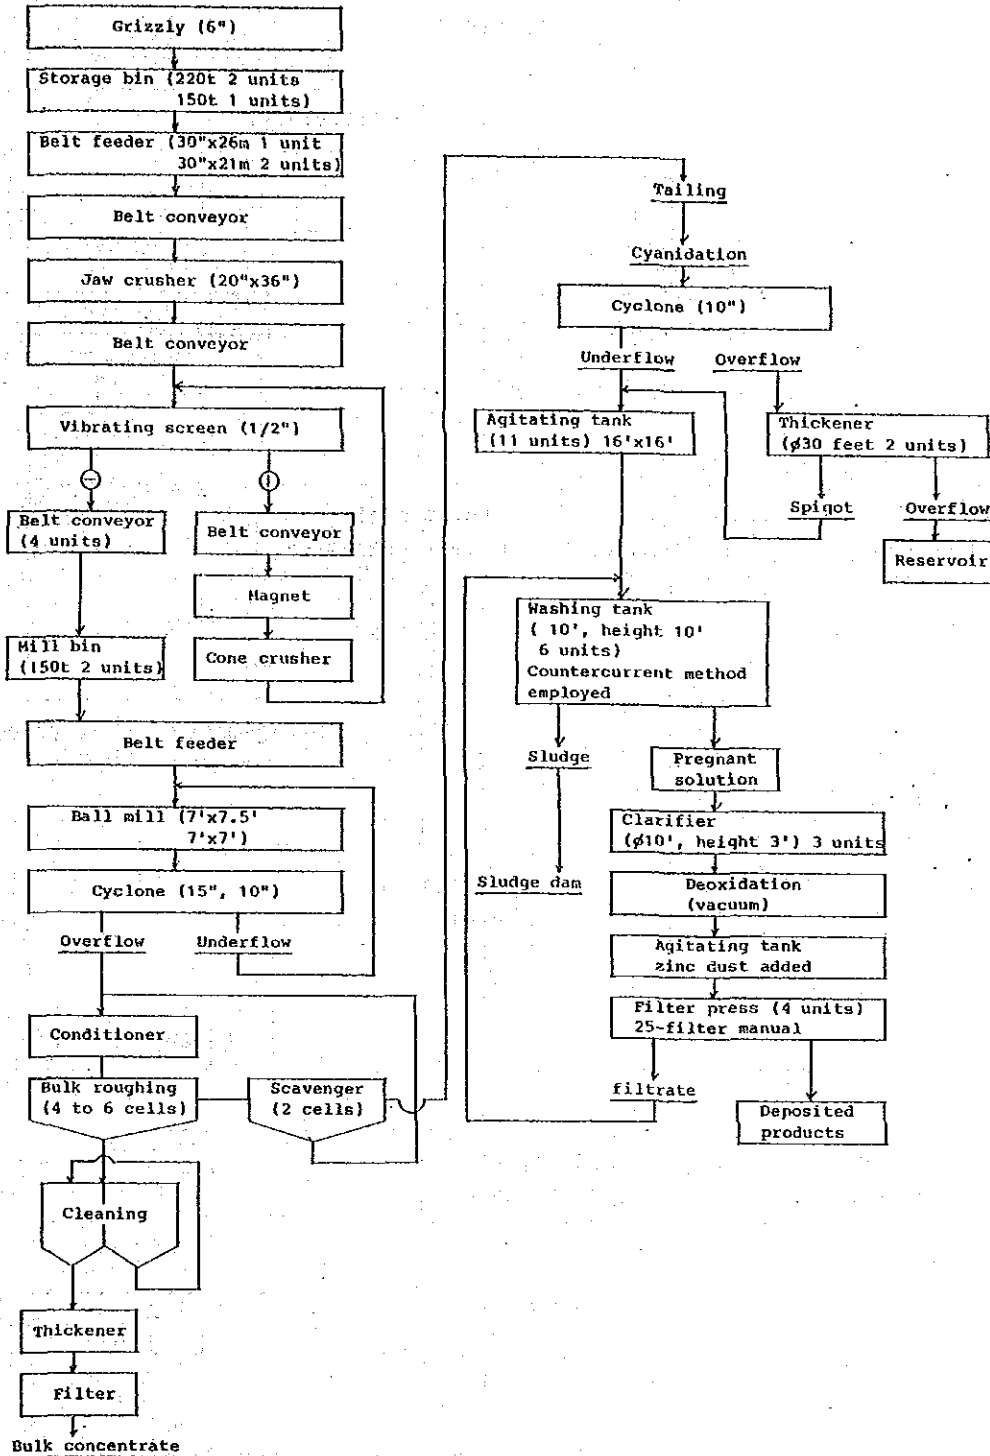 Grizzly (6")
Storage bin (220t 2 units
150t 1 units)
Belt feeder (30"x26m 1 unit
30"x21m 2 units)
Belt conveyor
Jaw crusher (20"x36")
Belt conveyor
Vibrating screen (1/2")
Belt conveyor
(4 units)
Belt conveyor
Magnet
Mill bin
(150t 2 units)
Cone crusher
Belt feeder
Ball mill (7'x7.5'
7'x7')
Cyclone (15", 10")
Overflow
Underflow
Conditioner
Bulk roughing
(4 to 6 cells)
Scavenger
(2 cells)
Cleaning
Thickener
Filter
Bulk concentrate
Tailing
Cyanidation
Cyclone (10")
Underflow
Overflow
Agitating tank
(11 units) 16'x16'
Thickener
(ø30 feet 2 units)
Spigot
Overflow
Reservoir
Washing tank
( 10', height 10'
6 units)
Countercurrent method
employed
Sludge
Sludge dam
Pregnant
solution
Clarifier
(ø10', height 3') 3 units
Deoxidation
(vacuum)
Agitating tank
zinc dust added
Filter press (4 units)
25-filter manual
filtrate
Deposited
products